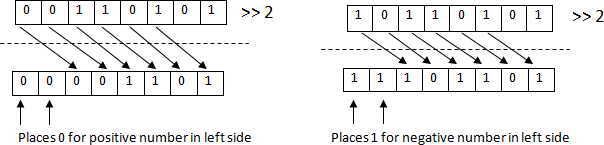 0 0 1 1 0 1 0 1 >> 2
0 0 0 0 1 1 0 1
Places 0 for positive number in left side
1 0 1 1 0 1 0 1 >> 2
1 1 1 0 1 1 0 1
Places 1 for negative number in left side